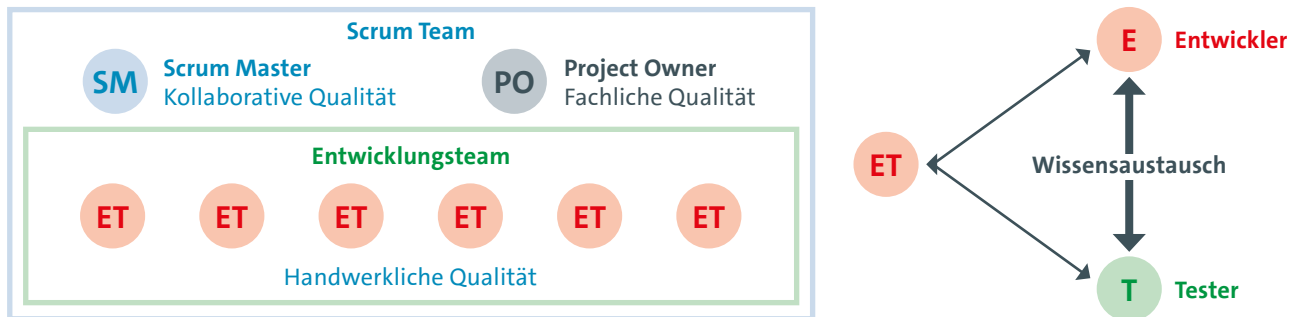 Scrum Team
SM
Scrum Master
Kollaborative Qualität
PO
Project Owner
Fachliche Qualität
Entwicklungsteam
ET ET ET ET ET ET
Handwerkliche Qualität
E
Entwickler
ET
Wissensaustausch
T
Tester